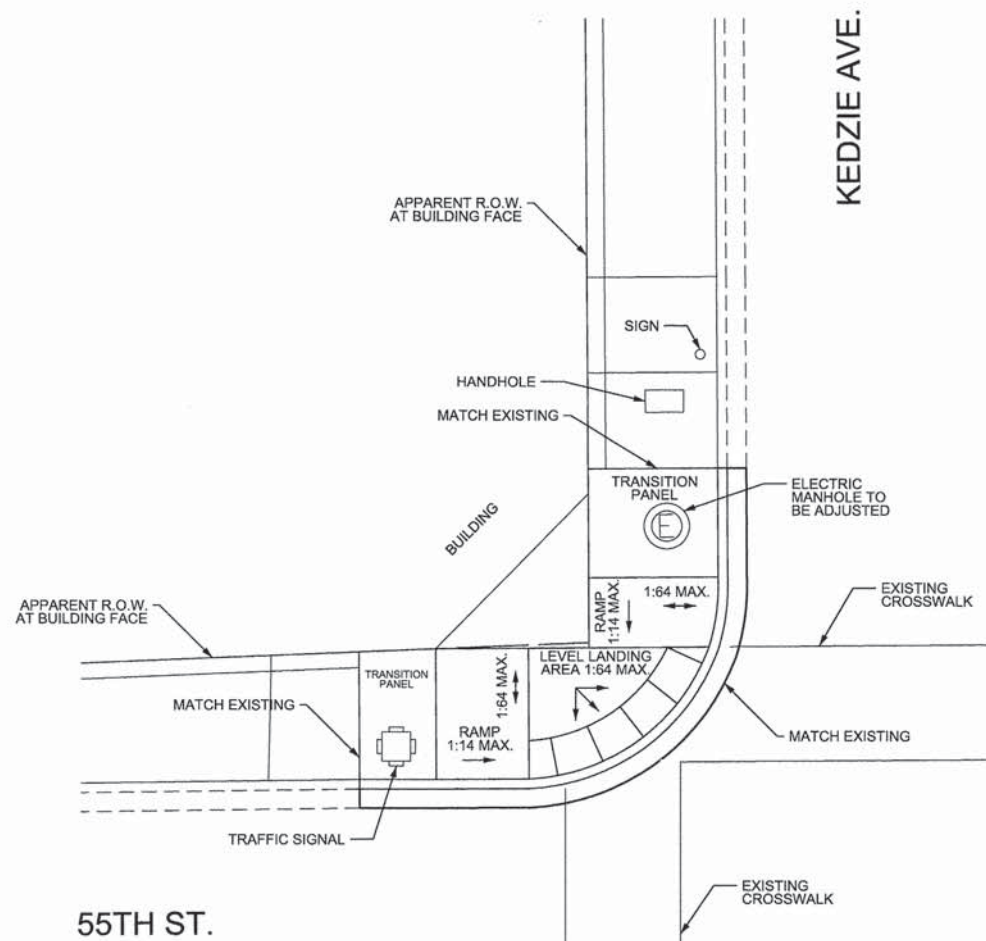 KEDZIE AVE.
APPARENT R.O.W.
AT BUILDING FACE
SIGN
HANDHOLE
MATCH EXISTING
TRANSITION
PANEL
E
ELECTRIC
MANHOLE TO
BE ADJUSTED
BUILDING
RAMP
1:14 MAX.
1:64 MAX.
EXISTING
CROSSWALK
APPARENT R.O.W.
AT BUILDING FACE
TRANSITION
PANEL
1:64 MAX.
LEVEL LANDING
AREA 1:64 MAX.
MATCH EXISTING
RAMP
1:14 MAX.
MATCH EXISTING
TRAFFIC SIGNAL
EXISTING
CROSSWALK
55TH ST.